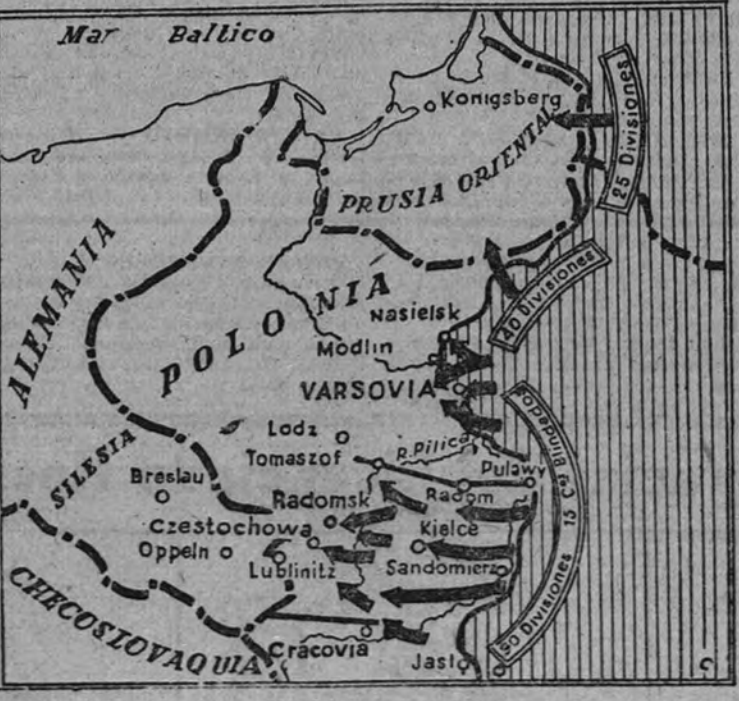 Mar Baltico
Konigsberg
PRUSIA ORIENTAL
25 Divisiones
ALEMANIA
POLONIA
Nasielsk
40 Divisiones
Modlin
VARSOVIA
Lodz
R. Pilica
Tomaszof
SILESIA
Breslau
Pulawy
Radomsk
Radom
Czestochowa
Kielce
Oppeln
Lublinitz
Sandomierz
90 Divisiones 15 Cs Blindados
CHECOSLOVAQUIA
Cracovia
Jaslo